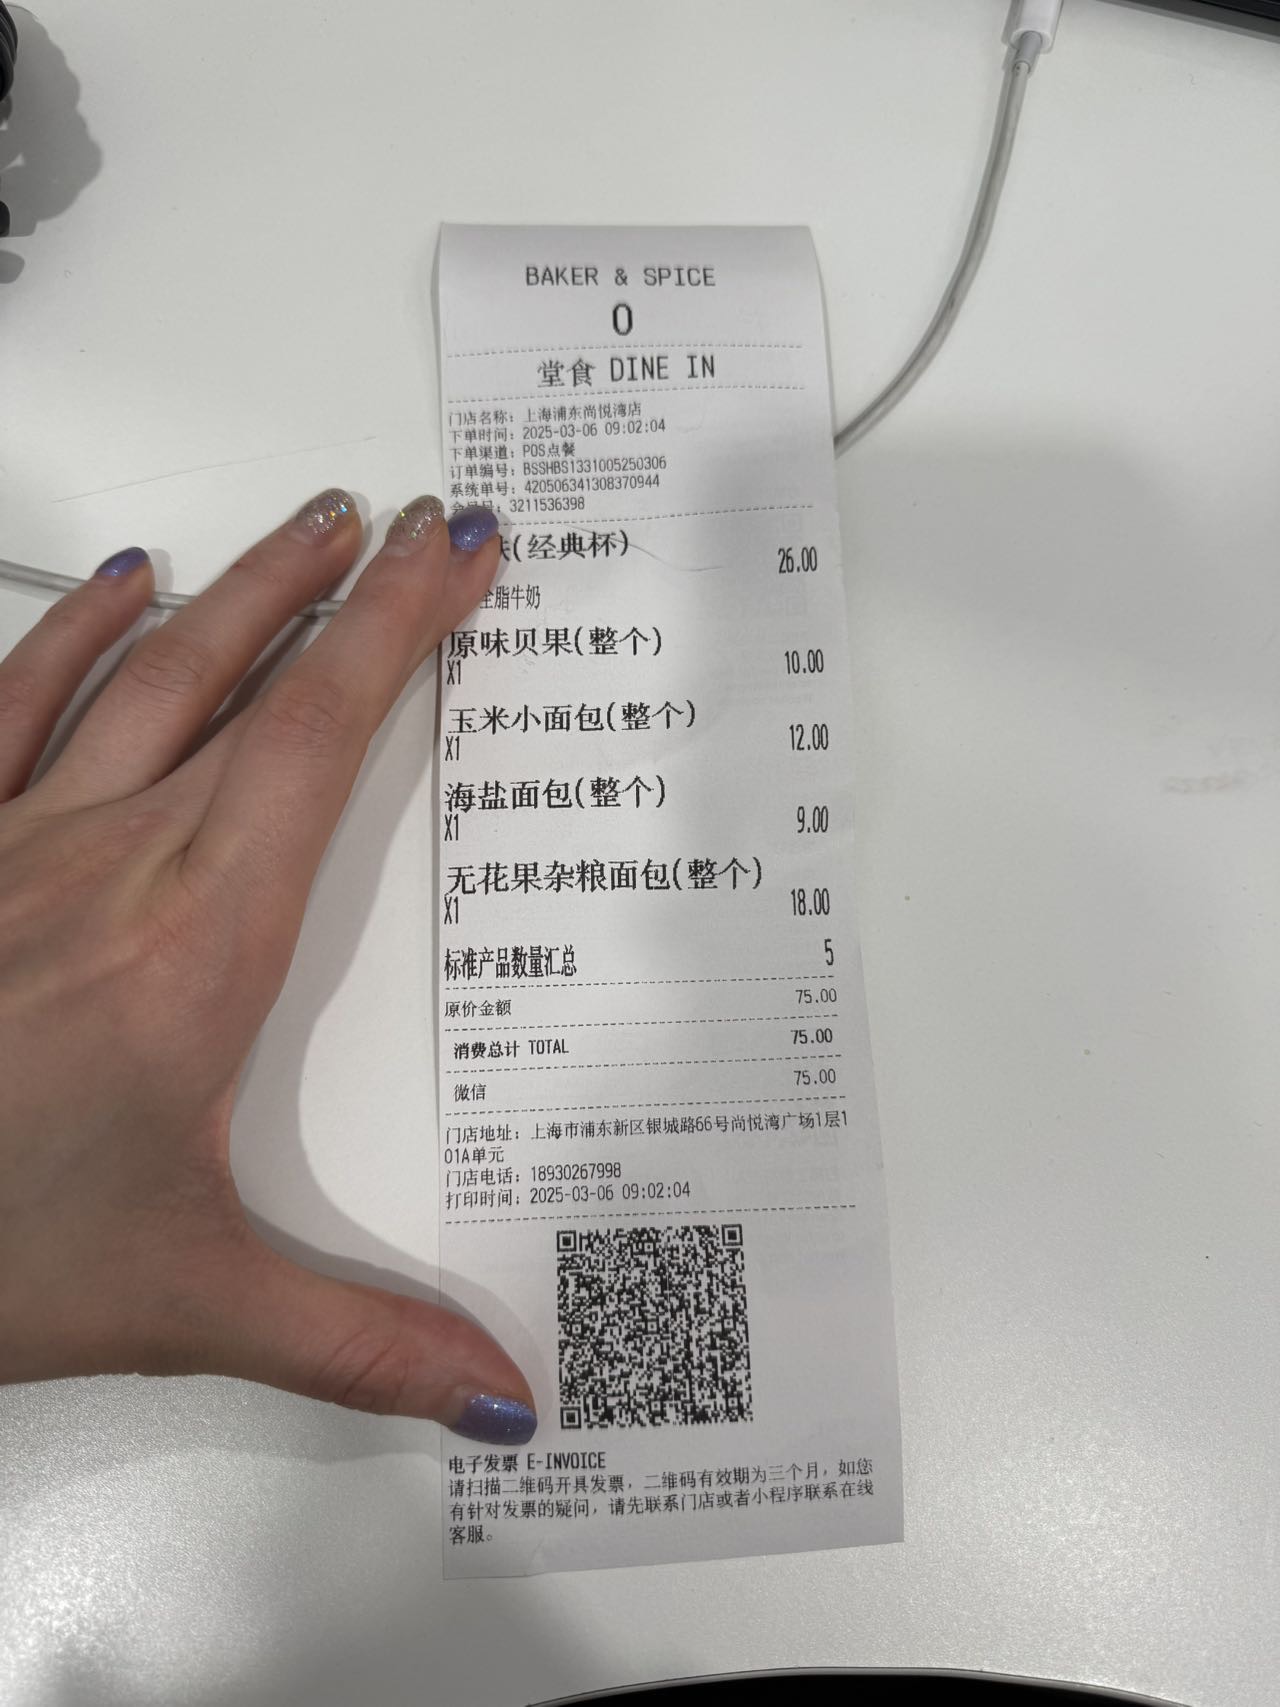 BAKER & SPICE
0
堂食 DINE IN
门店名称：上海浦东尚悦湾店
下单时间：2025-03-06 09:02:04
下单渠道：POS点餐
订单编号：BSSHBS1331005250306
系统单号：420506341308370944
会员号：3211536398
(经典杯) 26.00
全脂牛奶
原味贝果(整个)
X1 10.00
玉米小面包(整个)
X1 12.00
海盐面包(整个)
X1 9.00
无花果杂粮面包(整个)
X1 18.00
标准产品数量汇总 5
原价金额 75.00
消费总计 TOTAL 75.00
微信 75.00
门店地址：上海市浦东新区银城路66号尚悦湾广场1层1
01A单元
门店电话：18930267998
打印时间：2025-03-06 09:02:04
电子发票 E-INVOICE
请扫描二维码开具发票，二维码有效期为三个月，如您
有针对发票的疑问，请先联系门店或者小程序联系在线
客服。